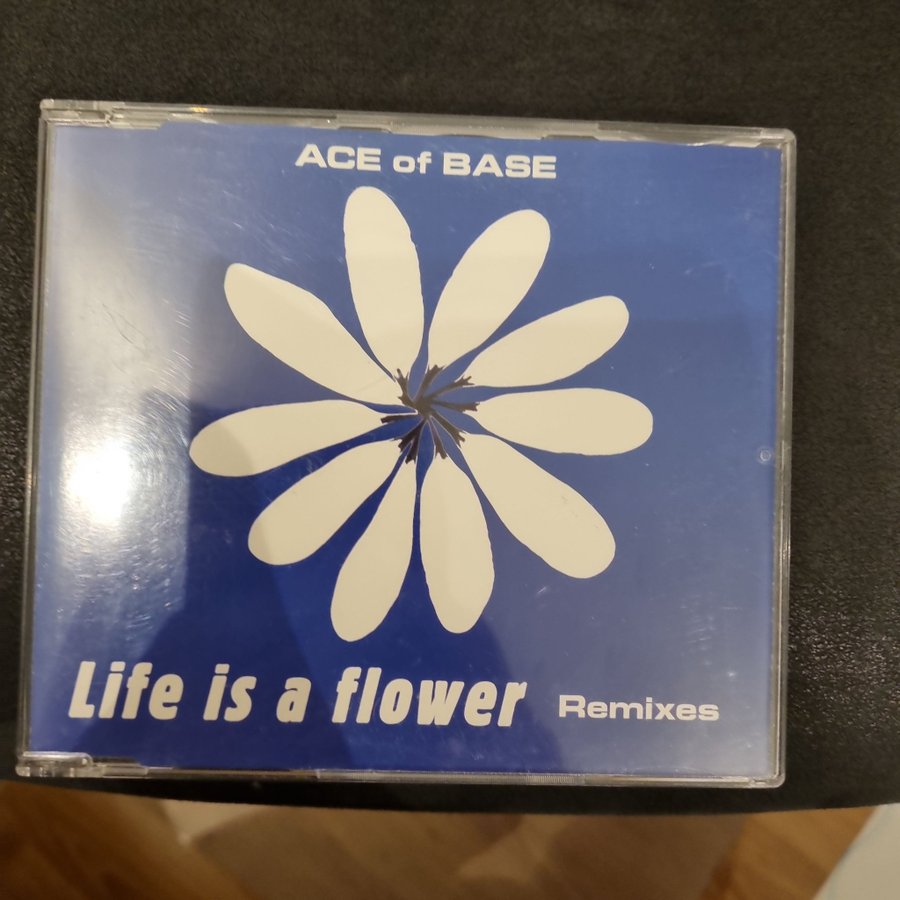 ACE of BASE
Life is a flower Remixes